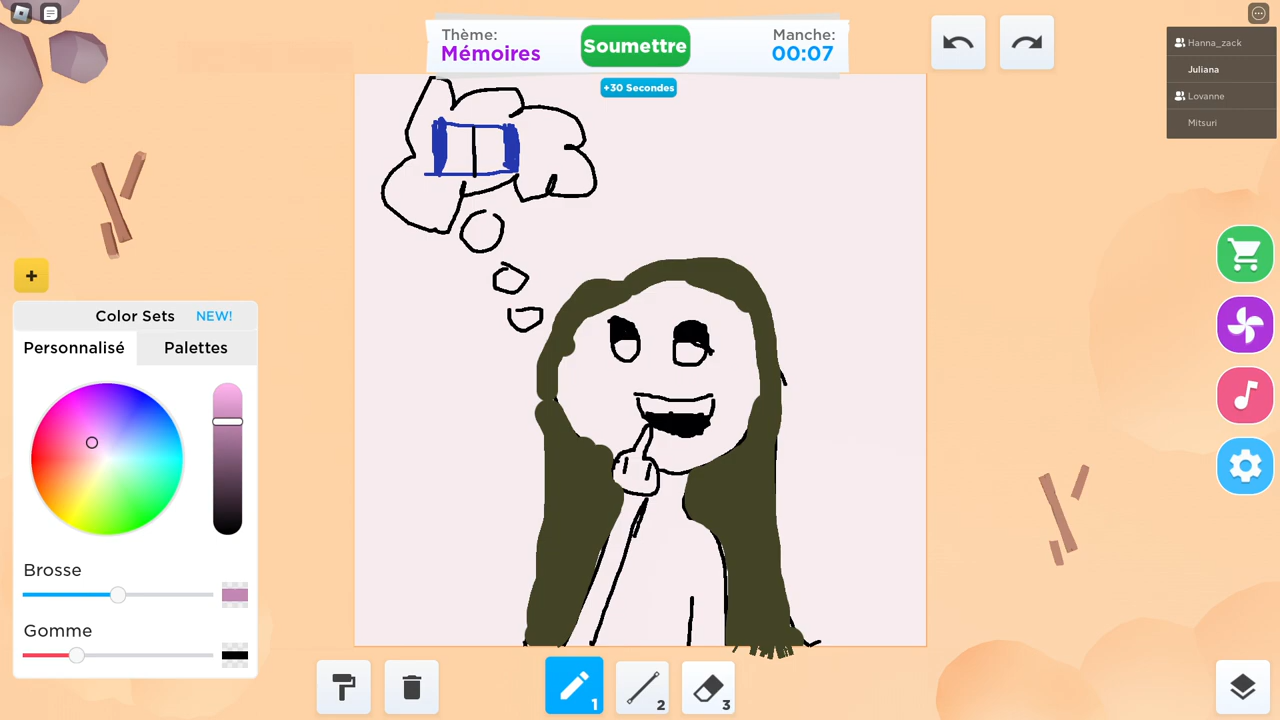 Thème:
Mémoires
Soumettre
Manche:
00:07
+30 Secondes
Hanna_zack
Juliana
Lovanne
Mitsuri
+
Color Sets NEW!
Personnalisé Palettes
Brosse
Gomme
1
2
3